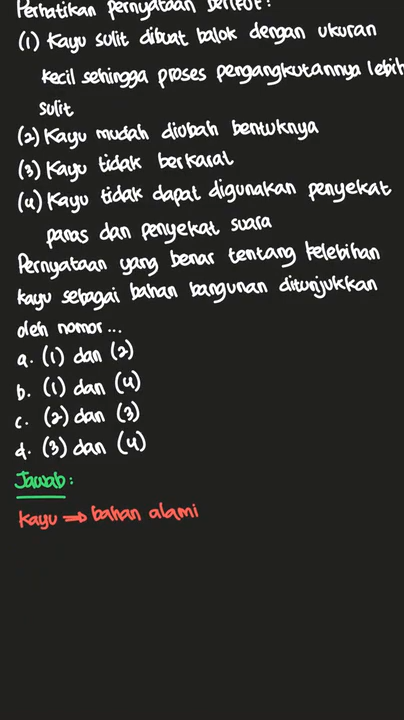 Perhatikan pernyataan berikut!
(1) Kayu sulit dibuat balok dengan ukuran
kecil sehingga proses pengangkutannya lebih
sulit
(2) Kayu mudah diubah bentuknya
(3) Kayu tidak berkarat
(4) Kayu tidak dapat digunakan penyekat
panas dan penyekat suara
Pernyataan yang benar tentang kelebihan
kayu sebagai bahan bangunan ditunjukkan
oleh nomor...
a. (1) dan (2)
b. (1) dan (4)
c. (2) dan (3)
d. (3) dan (4)
Jawab:
Kayu ⇒ bahan alami